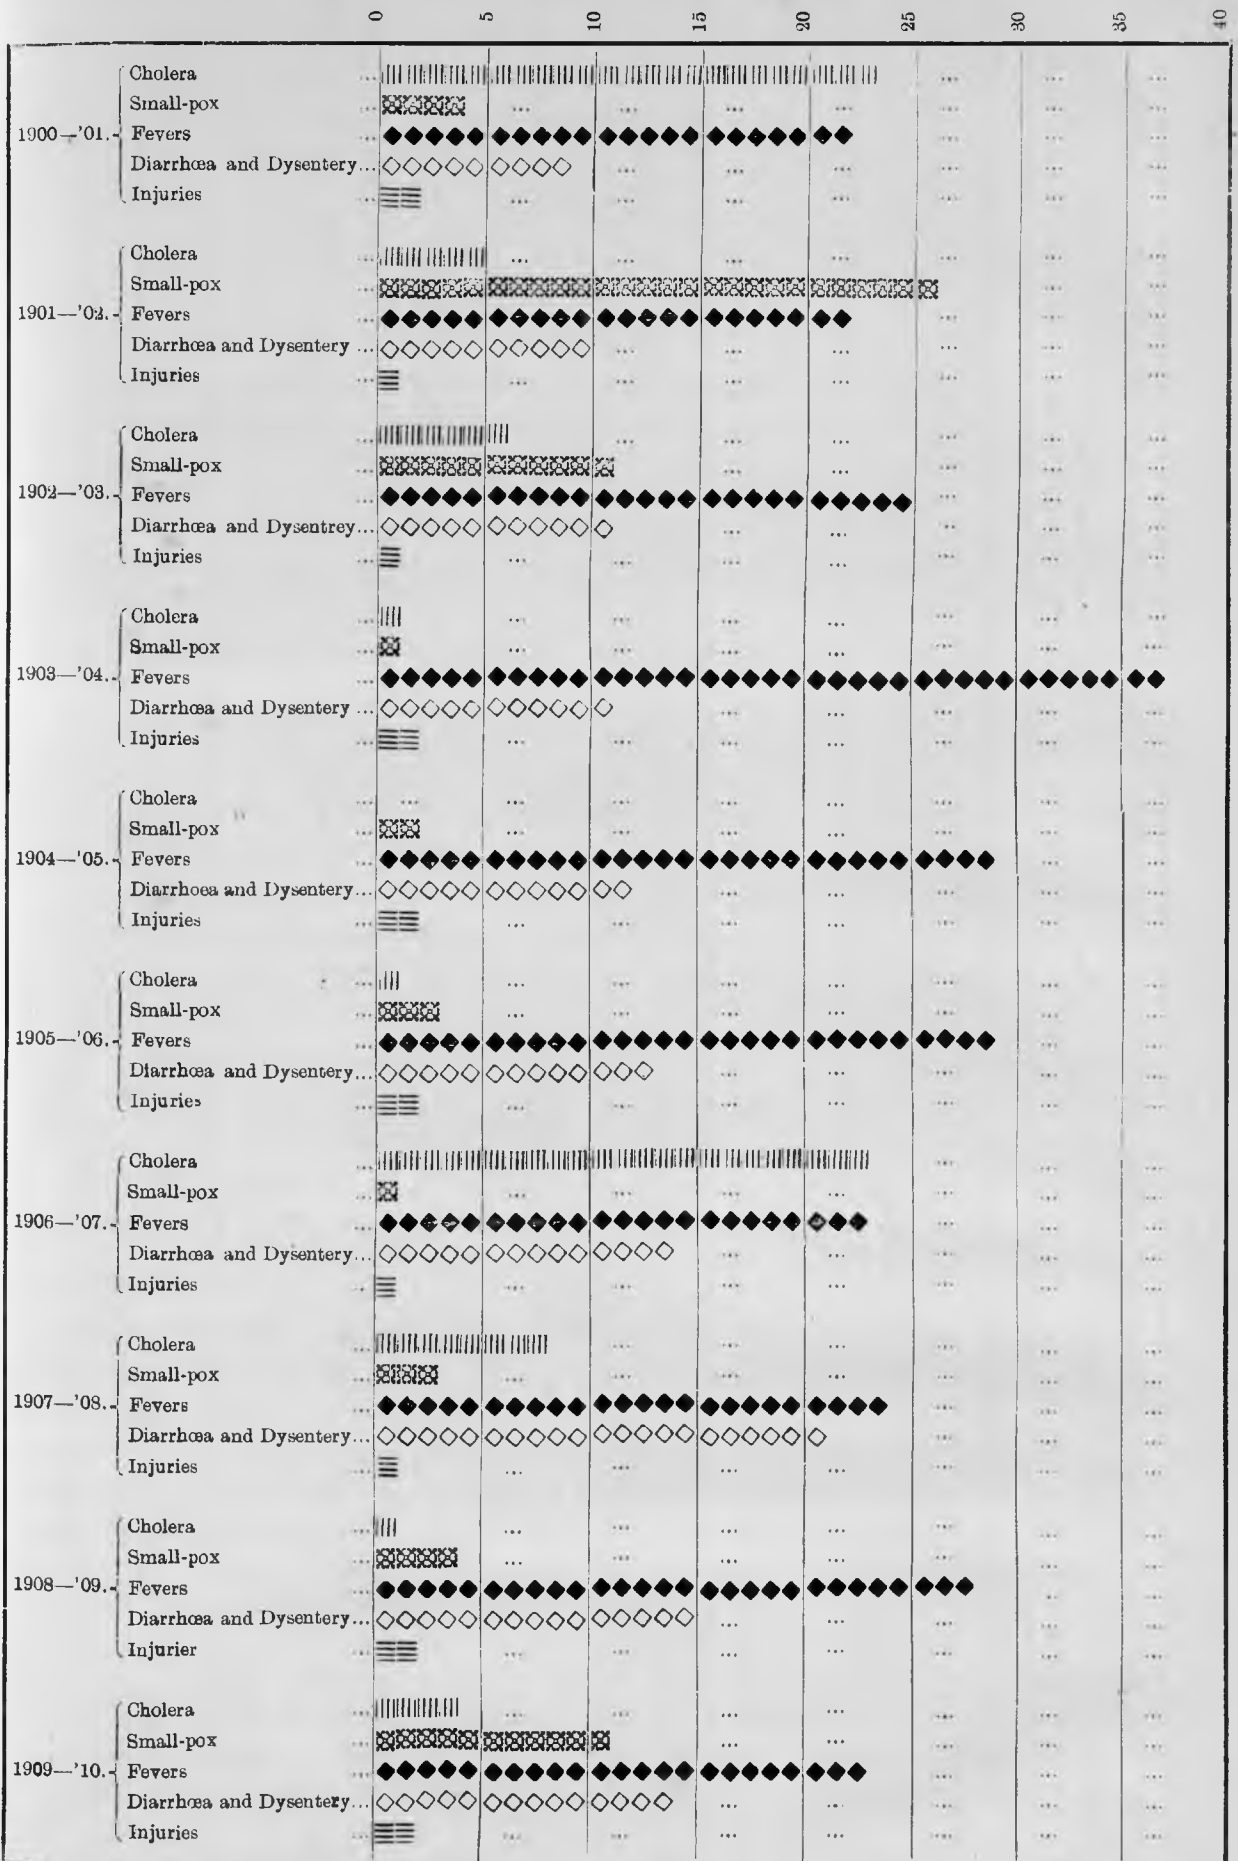 0 5 10 15 20 25 30 35 40
Cholera
Small-pox
1900—'01. Fevers
Diarrhœa and Dysentery...
Injuries
Cholera
Small-pox
1901—'02. Fevers
Diarrhœa and Dysentery ...
Injuries
Cholera
Small-pox
1902—'03. Fevers
Diarrhœa and Dysentrey...
Injuries
Cholera
Small-pox
1903—'04. Fevers
Diarrhœa and Dysentery ...
Injuries
Cholera
Small-pox
1904—'05. Fevers
Diarrhoea and Dysentery...
Injuries
Cholera
Small-pox
1905—'06. Fevers
Diarrhœa and Dysentery...
Injuries
Cholera
Small-pox
1906—'07. Fevers
Diarrhœa and Dysentery...
Injuries
Cholera
Small-pox
1907—'08. Fevers
Diarrhœa and Dysentery...
Injuries
Cholera
Small-pox
1908—'09. Fevers
Diarrhœa and Dysentery...
Injurier
Cholera
Small-pox
1909—'10. Fevers
Diarrhœa and Dysentery...
Injuries